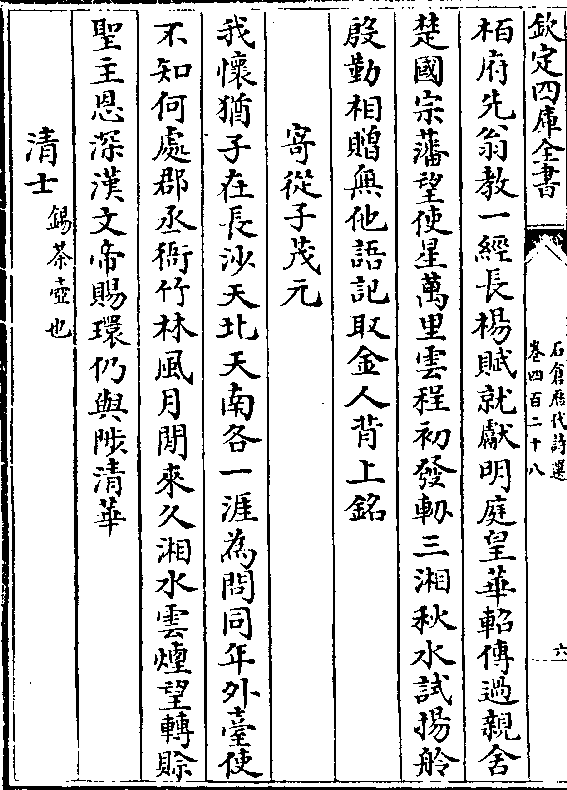 欽定四庫全書
石倉歷代詩選
卷四百二十八
六
栢府先翁教一經長楊賦就獻明庭皇華軺傳過親舍
楚國宗藩望使星萬里雲程初發軔三湘秋水試揚舲
殷勤相贈無他語記取金人背上銘
寄從子茂元
我懷猶子在長沙天北天南各一涯為問同年外臺使
不知何處郡丞衙竹林風月閒來久湘水雲煙望轉賒
聖主恩深漢文帝賜環仍與陟清華
清士
錫茶壺也